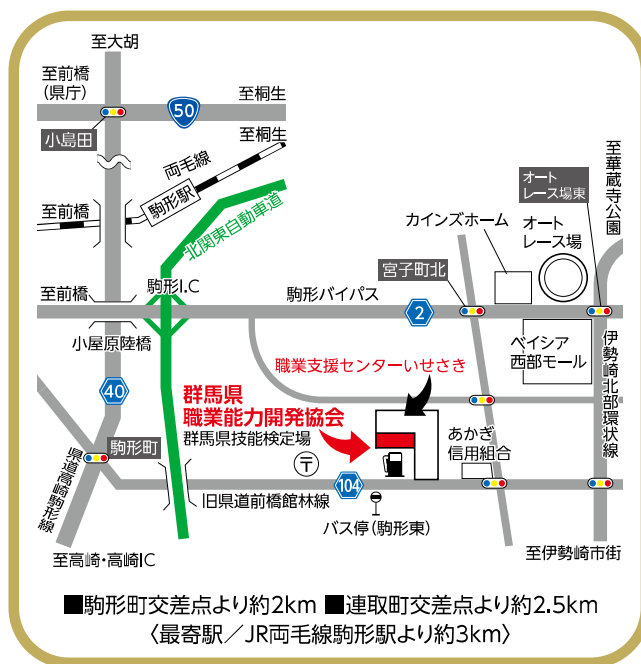 至大胡
至前橋
(県庁)
至桐生
50
小島田
至桐生
両毛線
駒形駅
至前橋
北関東自動車道
至華蔵寺公園
オート
レース場東
オート
レース場
カインズホーム
宮子町北
駒形I.C
至前橋
駒形バイパス
2
小屋原陸橋
ベイシア
西部モール
伊勢崎北部環状線
職業支援センターいせさき
40
群馬県
職業能力開発協会
群馬県技能検定場
あかぎ
信用組合
駒形町
〒
県道高崎駒形線
104
旧県道前橋館林線
バス停(駒形東)
至高崎・高崎IC
至伊勢崎市街
■駒形町交差点より約2km ■連取町交差点より約2.5km
〈最寄駅/JR両毛線駒形駅より約3km〉